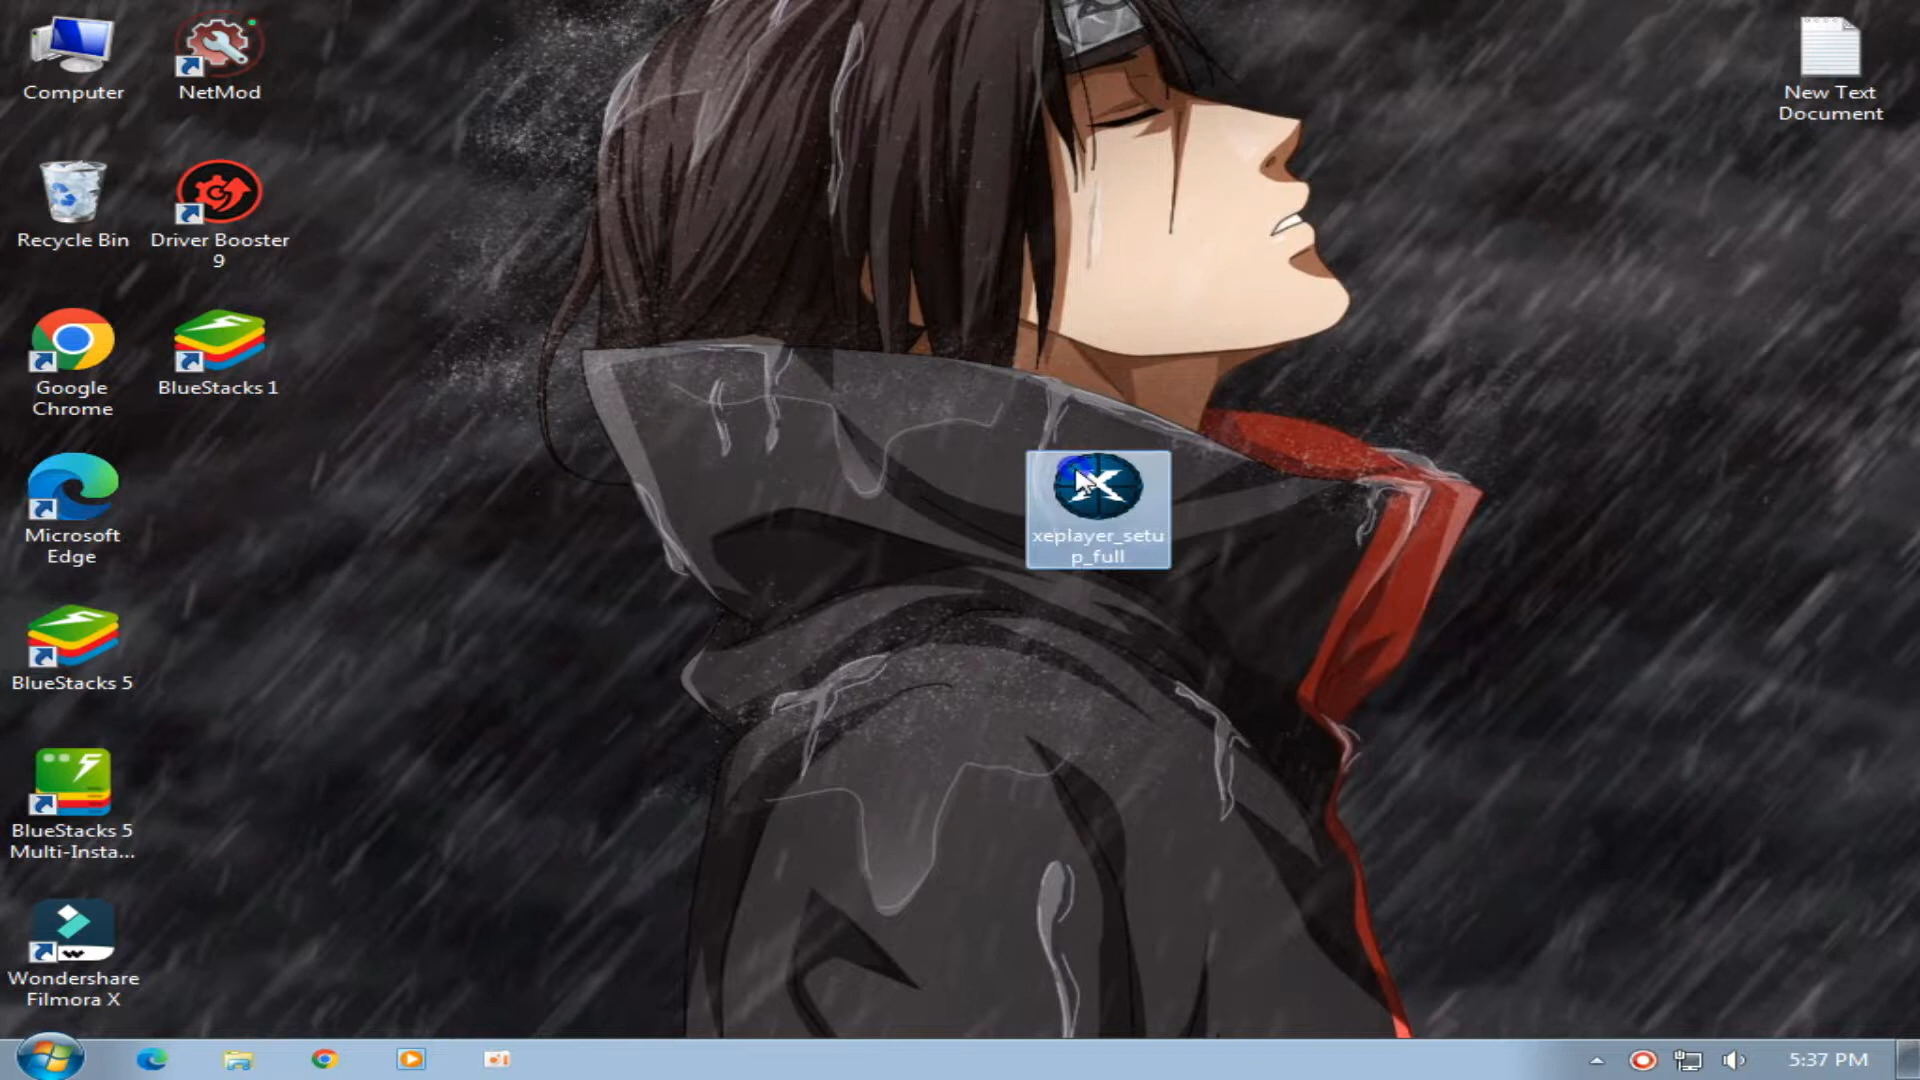 Computer
NetMod
New Text
Document
Recycle Bin
Driver Booster
9
Google
Chrome
BlueStacks 1
xeplayer_setu
p_full
Microsoft
Edge
BlueStacks 5
BlueStacks 5
Multi-Insta...
Wondershare
Filmora X
5:37 PM